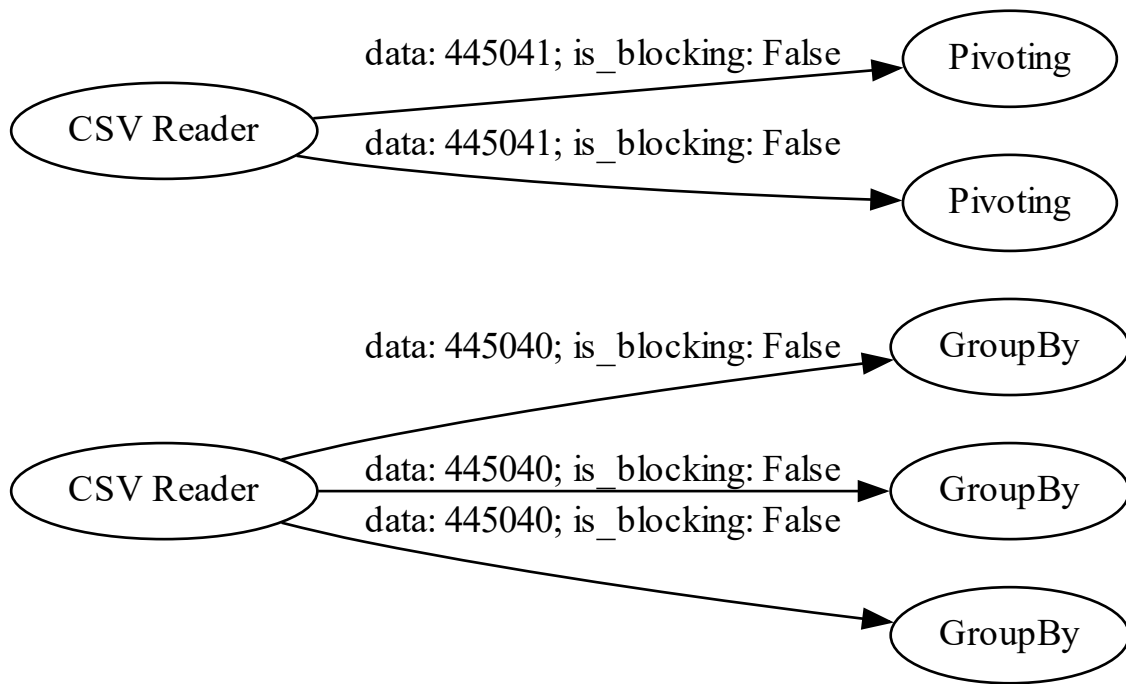 data: 445041; is_blocking: False
Pivoting
CSV Reader
data: 445041; is_blocking: False
Pivoting
data: 445040; is_blocking: False
GroupBy
CSV Reader
data: 445040; is_blocking: False
GroupBy
data: 445040; is_blocking: False
GroupBy